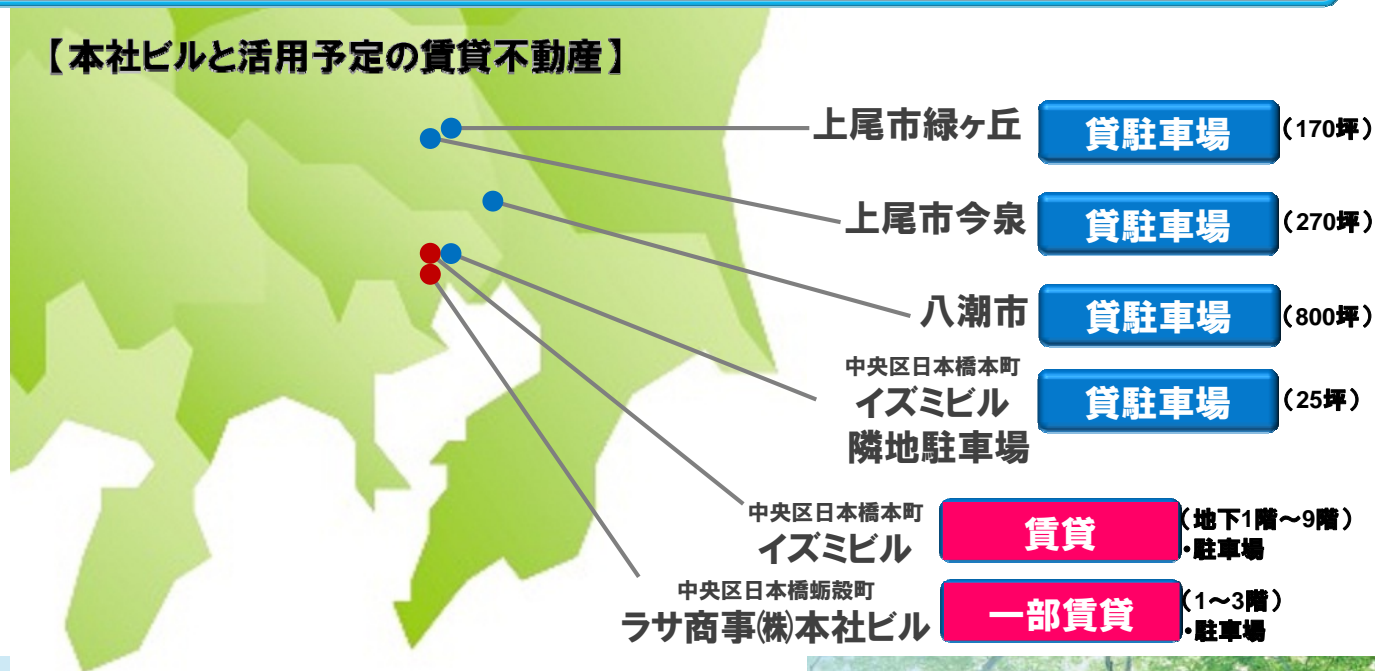 【本社ビルと活用予定の賃貸不動産】
上尾市緑ヶ丘 貸駐車場 （170坪）
上尾市今泉 貸駐車場 （270坪）
八潮市 貸駐車場 （800坪）
中央区日本橋本町
イズミビル 貸駐車場 （25坪）
隣地駐車場
中央区日本橋本町
イズミビル 賃貸 （地下1階～9階）
・駐車場
中央区日本橋蛎殻町
ラサ商事㈱本社ビル 一部賃貸 （1～3階）
・駐車場